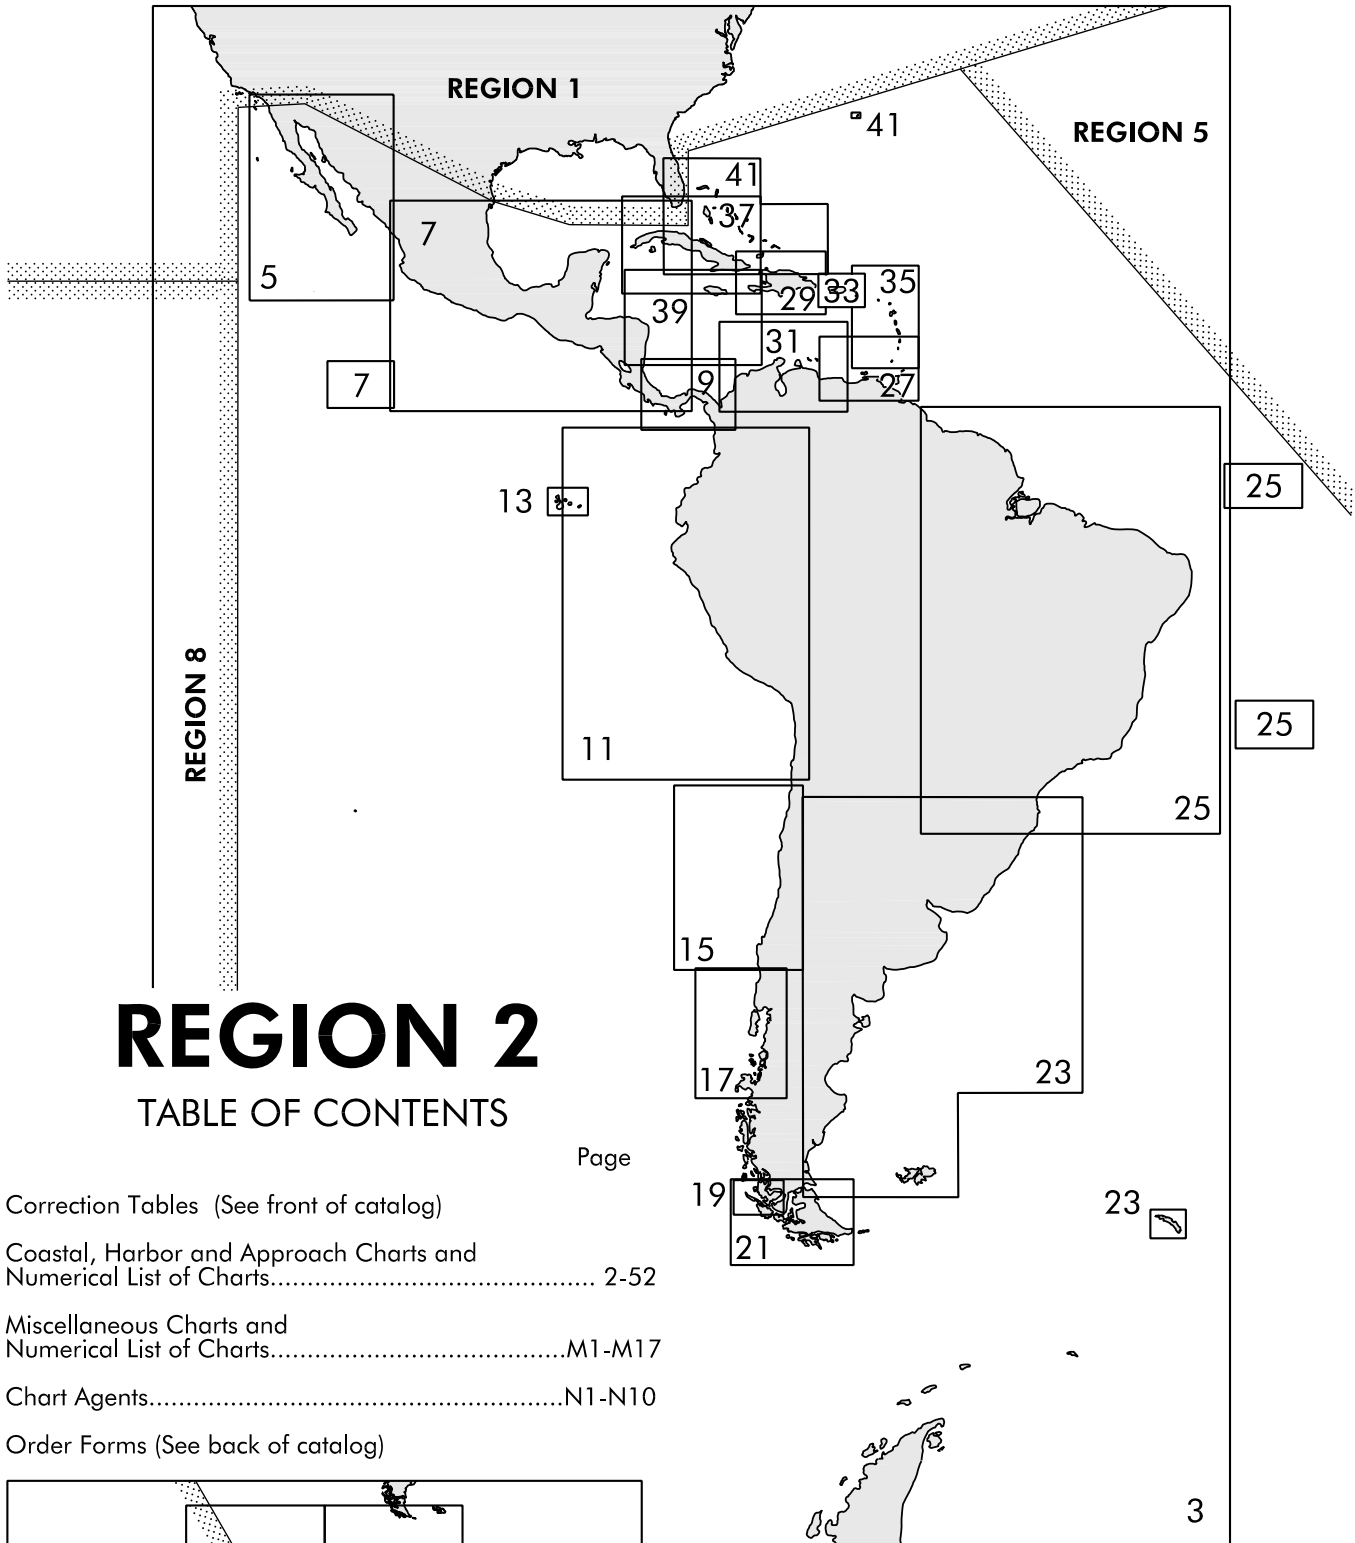 REGION 1
41
REGION 5
41
37
7
5
35
29
33
39
31
7
9
27
25
13
REGION 8
25
11
25
15
REGION 2
17
23
TABLE OF CONTENTS
Page
19
23
Correction Tables (See front of catalog)
21
Coastal, Harbor and Approach Charts and
Numerical List of Charts............................................ 2-52
Miscellaneous Charts and
Numerical List of Charts........................................M1-M17
Chart Agents........................................................N1-N10
Order Forms (See back of catalog)
3